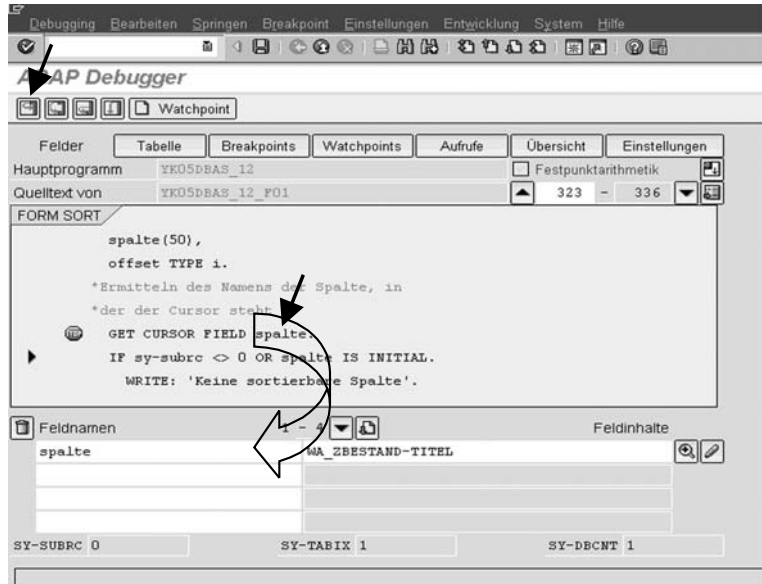 Debugging Bearbeiten Springen Breakpoint Einstellungen Entwicklung System Hilfe
ABAP Debugger
Watchpoint
Felder Tabelle Breakpoints Watchpoints Aufrufe Übersicht Einstellungen
Hauptprogramm YK05DBAS_12 Festpunktarithmetik
Quelltext von YK05DBAS_12_F01 323 - 336
FORM SORT
spalte(50),
offset TYPE i.
*Ermitteln des Namens der Spalte, in
*der der Cursor steht
GET CURSOR FIELD spalte.
IF sy-subrc <> 0 OR spalte IS INITIAL.
WRITE: 'Keine sortierbare Spalte'.
Feldnamen 1 - 4 Feldinhalte
spalte WA_ZBESTAND-TITEL
SY-SUBRC 0 SY-TABIX 1 SY-DBCNT 1